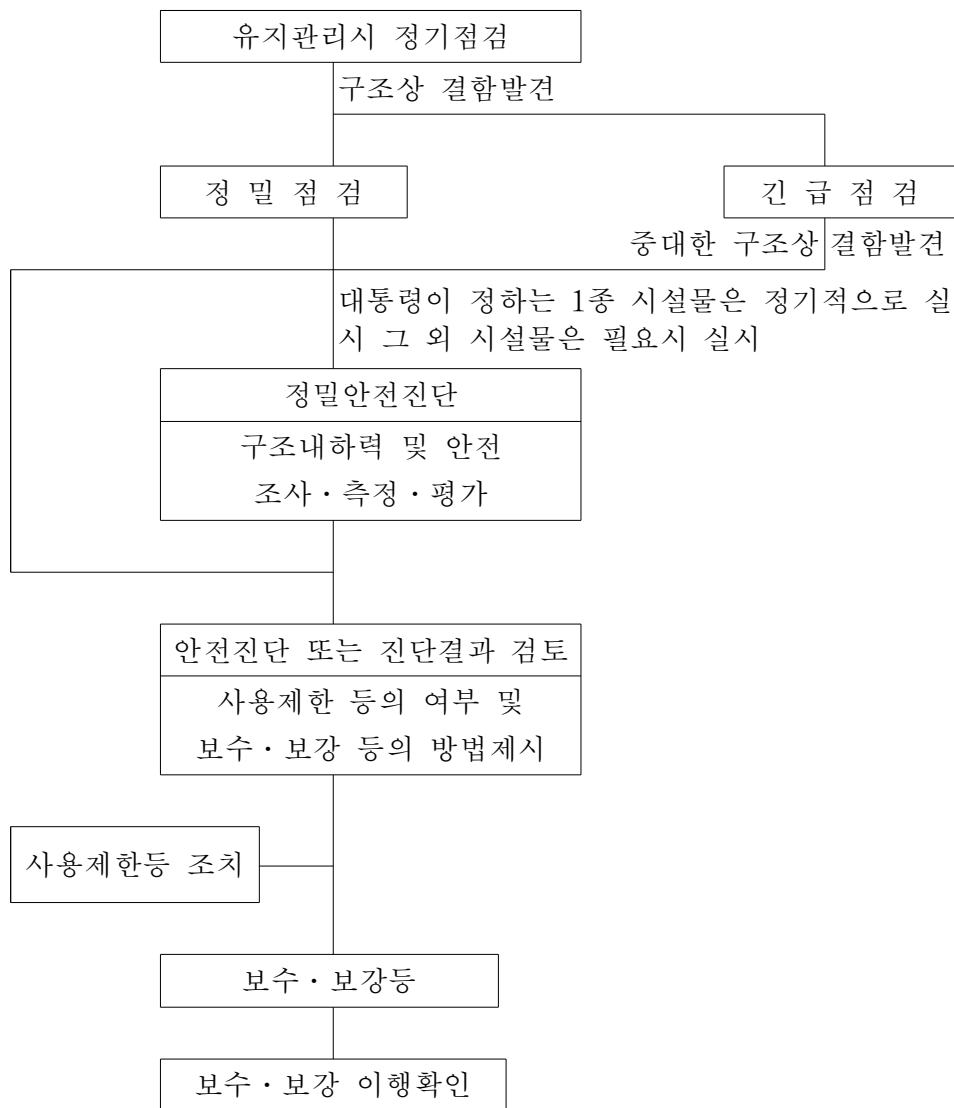 유지관리시 정기점검
구조상 결함발견
정 밀 점 검
긴 급 점 검
중대한 구조상 결함발견
대통령이 정하는 1종 시설물은 정기적으로 실
시 그 외 시설물은 필요시 실시
정밀안전진단
구조내하력 및 안전
조사·측정·평가
안전진단 또는 진단결과 검토
사용제한 등의 여부 및
보수·보강 등의 방법제시
사용제한등 조치
보수·보강등
보수·보강 이행확인